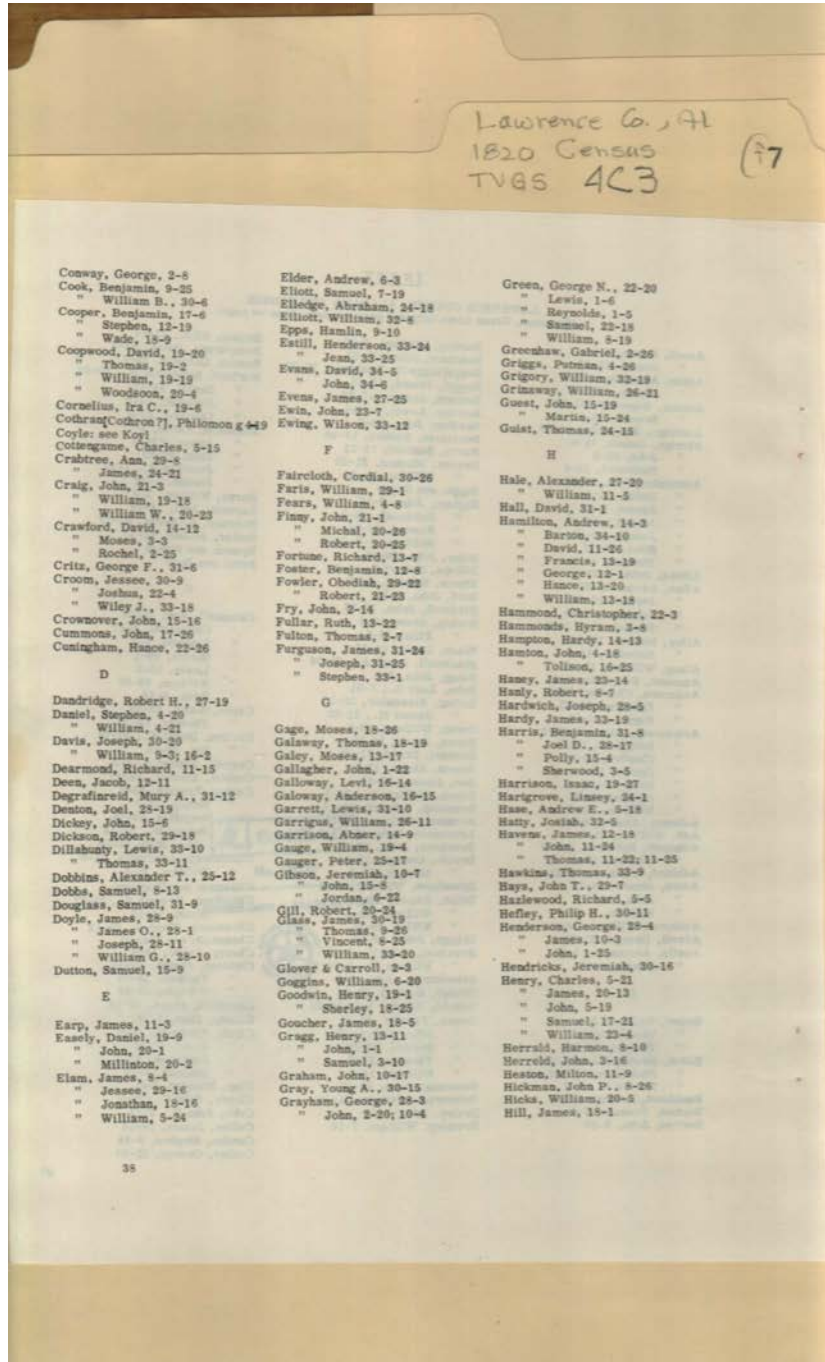 Lawrence Co., Al
1820 Census
TVGS 4C3
7
Conway, George, 2-8
Cook, Benjamin, 9-25
" William B., 30-6
Cooper, Benjamin, 17-6
" Stephen, 12-19
" Wade, 18-9
Coopwood, David, 19-20
" Thomas, 19-2
" William, 19-19
" Woodsoon, 20-4
Cornelius, Ira C., 19-6
Cothran[Cothron?], Philomon g 4-19
Coyle: see Koyl
Cottengame, Charles, 5-15
Crabtree, Ann, 29-8
" James, 24-21
Craig, John, 21-3
" William, 19-18
" William W., 20-23
Crawford, David, 14-12
" Moses, 3-3
" Rochel, 2-25
Critz, George F., 31-6
Croom, Jessee, 30-9
" Joshua, 22-4
" Wiley J., 33-18
Crownover, John, 15-16
Cummons, John, 17-26
Cuningham, Hance, 22-26
D
Dandridge, Robert H., 27-19
Daniel, Stephen, 4-20
" William, 4-21
Davis, Joseph, 30-20
" William, 9-3; 16-2
Dearmond, Richard, 11-15
Deen, Jacob, 12-11
Degrafinreid, Mury A., 31-12
Denton, Joel, 28-19
Dickey, John, 15-6
Dickson, Robert, 29-18
Dillahunty, Lewis, 33-10
" Thomas, 33-11
Dobbins, Alexander T., 25-12
Dobbs, Samuel, 8-13
Douglass, Samuel, 31-9
Doyle, James, 28-9
" James O., 28-1
" Joseph, 28-11
" William G., 28-10
Dutton, Samuel, 15-9
E
Earp, James, 11-3
Easely, Daniel, 19-9
" John, 20-1
" Millinton, 20-2
Elam, James, 8-4
" Jessee, 29-16
" Jonathan, 18-16
" William, 5-24
38
Elder, Andrew, 6-3
Eliott, Samuel, 7-19
Elledge, Abraham, 24-18
Elliott, William, 32-8
Epps, Hamlin, 9-10
Estill, Henderson, 33-24
" Jean, 33-25
Evans, David, 34-5
" John, 34-6
Evens, James, 27-25
Ewin, John, 23-7
Ewing, Wilson, 33-12
F
Faircloth, Cordial, 30-26
Faris, William, 29-1
Fears, William, 4-8
Finny, John, 21-1
" Michal, 20-26
" Robert, 20-25
Fortune, Richard, 13-7
Foster, Benjamin, 12-8
Fowler, Obediah, 29-22
" Robert, 21-23
Fry, John, 2-14
Fullar, Ruth, 13-22
Fulton, Thomas, 2-7
Furguson, James, 31-24
" Joseph, 31-25
" Stephen, 33-1
G
Gage, Moses, 18-26
Galaway, Thomas, 18-19
Galey, Moses, 13-17
Gallagher, John, 1-22
Galloway, Levi, 16-14
Galoway, Anderson, 16-15
Garrett, Lewis, 31-10
Garrigus, William, 26-11
Garrison, Abner, 14-9
Gauge, William, 19-4
Gauger, Peter, 25-17
Gibson, Jeremiah, 10-7
" John, 15-8
" Jordan, 6-22
Gill, Robert, 20-24
Glass, James, 30-19
" Thomas, 9-26
" Vincent, 8-25
" William, 33-20
Glover & Carroll, 2-3
Goggins, William, 6-20
Goodwin, Henry, 19-1
" Sherley, 18-25
Goucher, James, 18-5
Gragg, Henry, 13-11
" John, 1-1
" Samuel, 3-10
Graham, John, 10-17
Gray, Young A., 30-15
Grayham, George, 28-3
" John, 2-20; 10-4
Green, George N., 22-20
" Lewis, 1-6
" Reynolds, 1-5
" Samuel, 22-18
" William, 8-19
Greenhaw, Gabriel, 2-26
Griggs, Putman, 4-26
Grigory, William, 32-19
Grinaway, William, 26-21
Guest, John, 15-19
" Martin, 15-24
Guist, Thomas, 24-15
H
Hale, Alexander, 27-20
" William, 11-5
Hall, David, 31-1
Hamilton, Andrew, 14-3
" Barton, 34-10
" David, 11-26
" Francis, 13-19
" George, 12-1
" Hance, 13-20
" William, 13-18
Hammond, Christopher, 22-3
Hammonds, Hyram, 3-8
Hampton, Hardy, 14-13
Hamton, John, 4-18
" Tolison, 16-25
Haney, James, 23-14
Hanly, Robert, 8-7
Hardwich, Joseph, 28-5
Hardy, James, 33-19
Harris, Benjamin, 31-8
" Joel D., 28-17
" Polly, 15-4
" Sherwood, 3-5
Harrison, Isaac, 19-27
Hartgrove, Linsey, 24-1
Hase, Andrew E., 5-18
Hatty, Josiah, 32-5
Havens, James, 12-18
" John, 11-24
" Thomas, 11-22; 11-25
Hawkins, Thomas, 33-9
Hays, John T., 29-7
Hazlewood, Richard, 5-5
Hefley, Philip H., 30-11
Henderson, George, 28-4
" James, 10-3
" John, 1-25
Hendricks, Jeremiah, 30-16
Henry, Charles, 5-21
" James, 20-13
" John, 5-19
" Samuel, 17-21
" William, 23-4
Herrald, Harmon, 8-10
Herreld, John, 3-16
Heston, Milton, 11-9
Hickman, John P., 8-26
Hicks, William, 20-5
Hill, James, 18-1